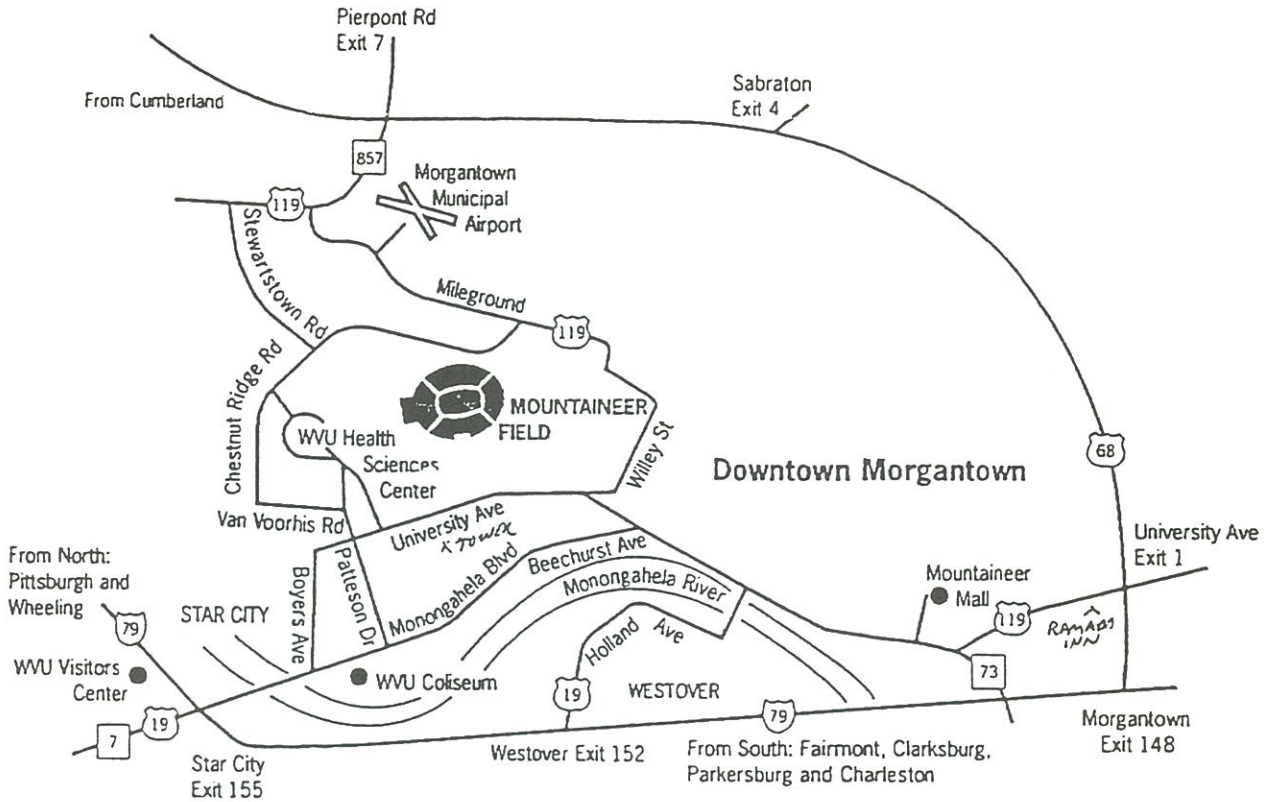 Pierpont Rd
Exit 7
From Cumberland
Sabraton
Exit 4
857
Morgantown
Municipal
Airport
119
Stewartstown Rd
Mileground
119
Chestnut Ridge Rd
MOUNTAINEER
FIELD
WVU Health
Sciences
Center
Willey St
Downtown Morgantown
68
Van Voorhis Rd
University Ave
TOWER
University Ave
Exit 1
From North:
Pittsburgh and
Wheeling
79
STAR CITY
Boyers Ave
Patteson Dr
Monongahela Blvd
Beechurst Ave
Monongahela River
Mountaineer
Mall
119
RAMADA
INN
WVU Visitors
Center
WVU Coliseum
Holland Ave
19
WESTOVER
73
7
19
79
Morgantown
Exit 148
Star City
Exit 155
Westover Exit 152
From South: Fairmont, Clarksburg,
Parkersburg and Charleston